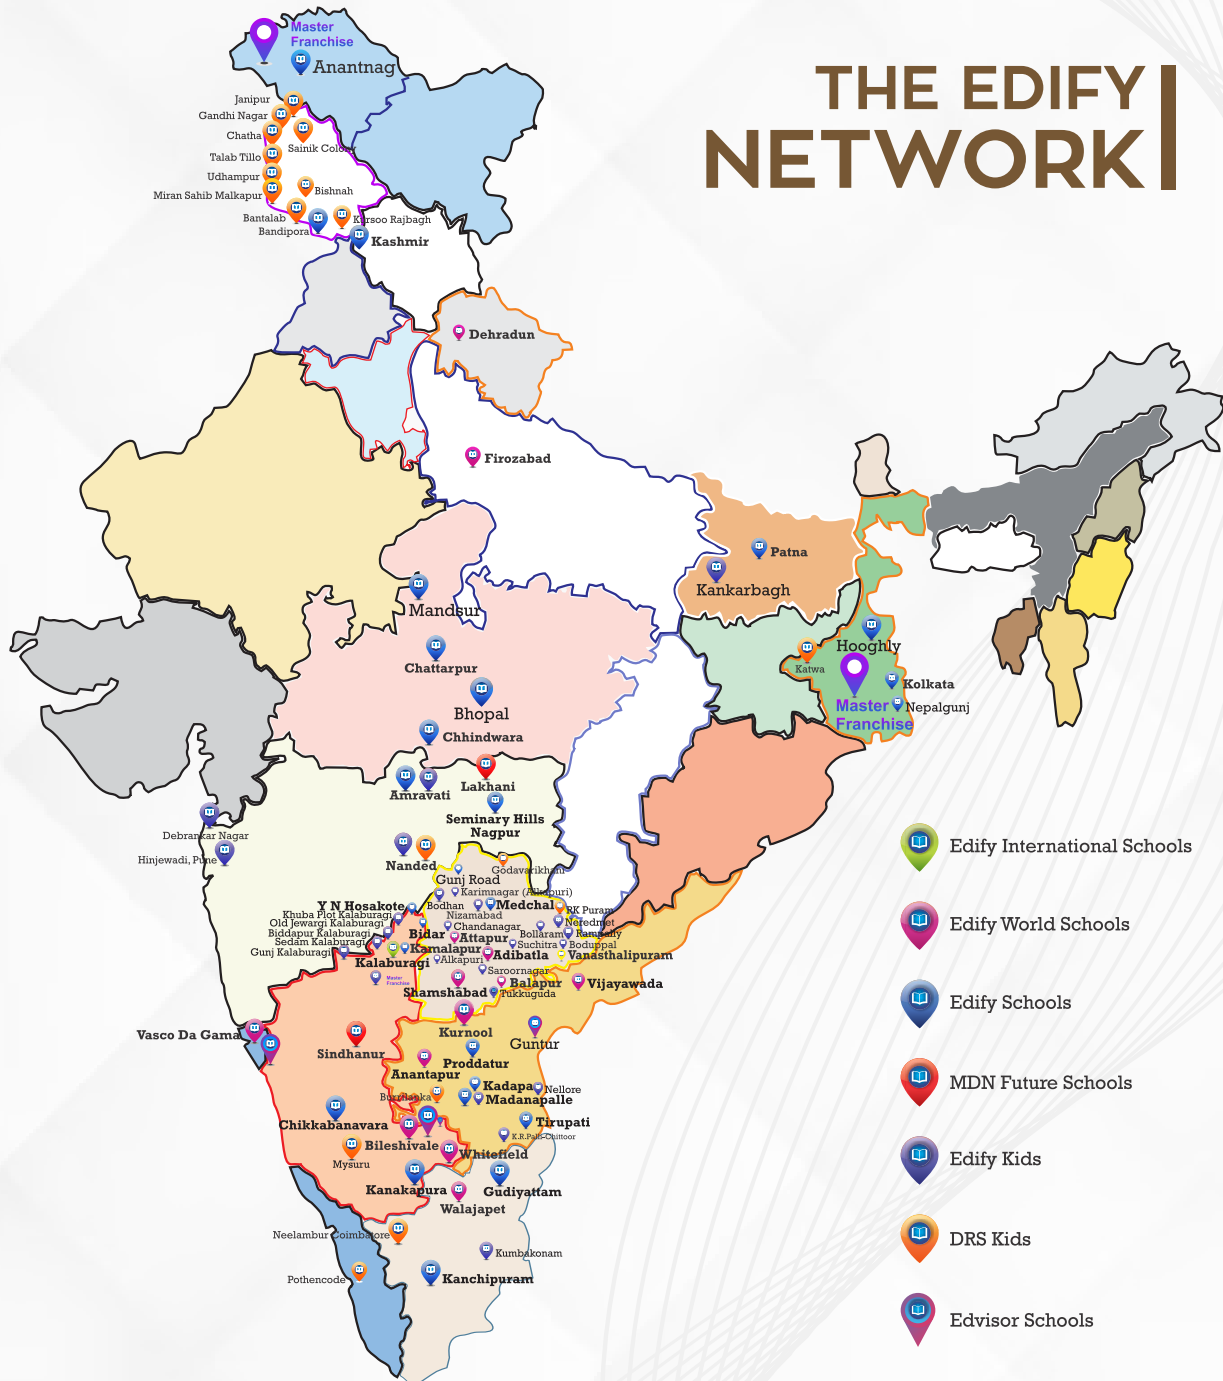 THE EDIFY
NETWORK
Master
Franchise
Anantnag
Janipur
Gandhi Nagar
Chatha
Sainik Colony
Talab Tillo
Udhampur
Bishnah
Miran Sahib Malkapur
Bantalab
Kursoo Rajbagh
Bandipora
Kashmir
Dehradun
Firozabad
Patna
Kankarbagh
Mandsur
Hooghly
Chattarpur
Katwa
Kolkata
Bhopal
Master
Franchise
Nepalgunj
Chhindwara
Lakhani
Amravati
Seminary Hills
Nagpur
Debrankar Nagar
Hinjewadi, Pune
Nanded
Godavarikhani
Gunj Road
Karimnagar (Alkapuri)
Y N Hosakote
Bodhan
Medchal
RK Puram
Khuba Plot Kalaburagi
Nizamabad
Old Jewargi Kalaburagi
Chandanagar
Neredmet
Biddapur Kalaburagi
Bidar
Bollaram
Rampally
Attapur
Sedam Kalaburagi
Suchitra
Boduppal
Gunj Kalaburagi
Kamalapur
Adibatla
Vanasthalipuram
Kalaburagi
Alkapuri
Saroornagar
Master
Franchise
Balapur
Vijayawada
Shamshabad
Tukkuguda
Vasco Da Gama
Kurnool
Guntur
Sindhanur
Proddatur
Anantapur
Kadapa
Nellore
Madanapalle
Chikkabanavara
Tirupati
K.R.Palli-Chittoor
Bileshivale
Whitefield
Mysuru
Kanakapura
Gudiyattam
Walajapet
Neelambur Coimbatore
Kumbakonam
Pothencode
Kanchipuram
Edify International Schools
Edify World Schools
Edify Schools
MDN Future Schools
Edify Kids
DRS Kids
Edvisor Schools